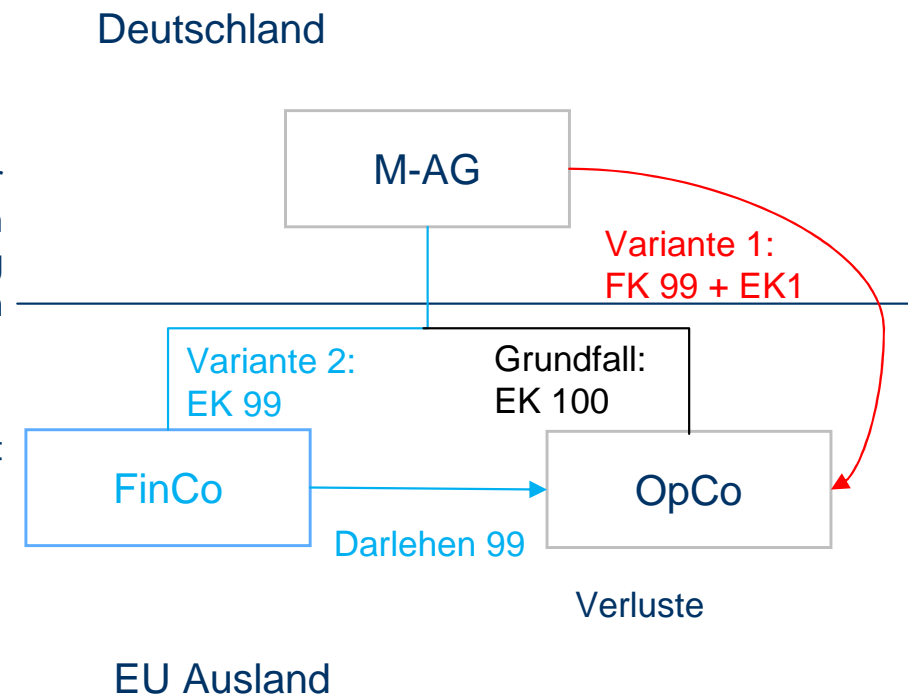 Deutschland
M-AG
Variante 1:
FK 99 + EK1
Variante 2:
EK 99
Grundfall:
EK 100
FinCo
OpCo
Darlehen 99
Verluste
EU Ausland